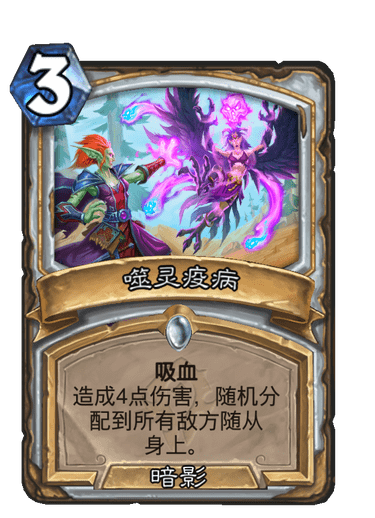 3
噬灵疫病
吸血
造成4点伤害，随机分
配到所有敌方随从
身上。
暗影